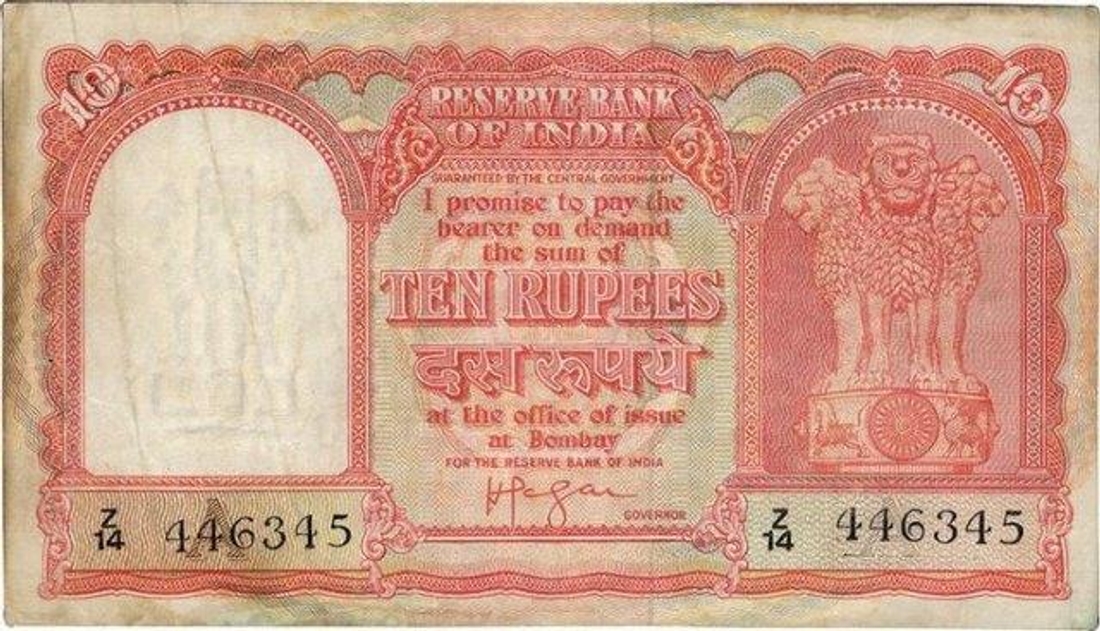 10
10
RESERVE BANK
OF INDIA
GUARANTEED BY THE CENTRAL GOVERNMENT
I promise to pay the
bearer on demand
the sum of
TEN RUPEES
दस रूपये
at the office of issue
at Bombay
FOR THE RESERVE BANK OF INDIA
GOVERNOR
Z/14 446345
A
Z/14 446345